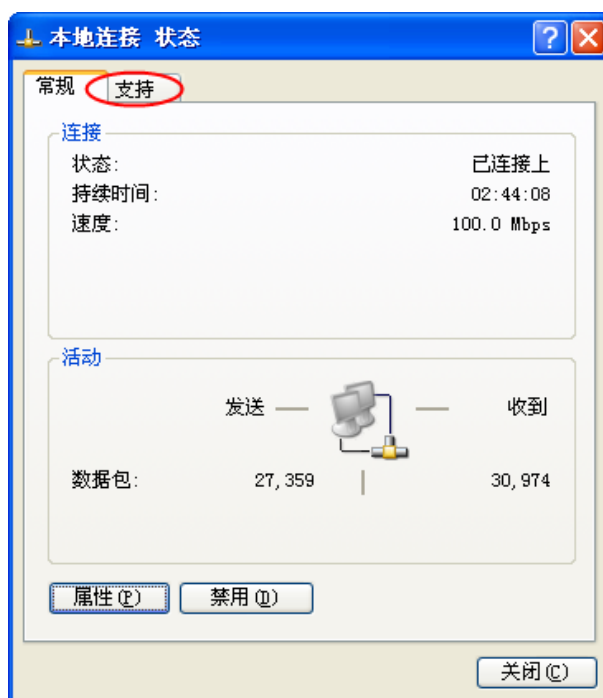 本地连接 状态
常规 支持
连接
状态: 已连接上
持续时间: 02:44:08
速度: 100.0 Mbps
活动
发送 — — 收到
数据包: 27,359 | 30,974
属性(P) 禁用(D)
关闭(C)